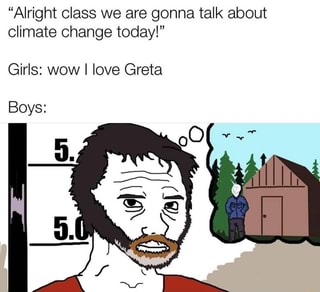 “Alright class we are gonna talk about
climate change today!”
Girls: wow I love Greta
Boys:
5.
5.0